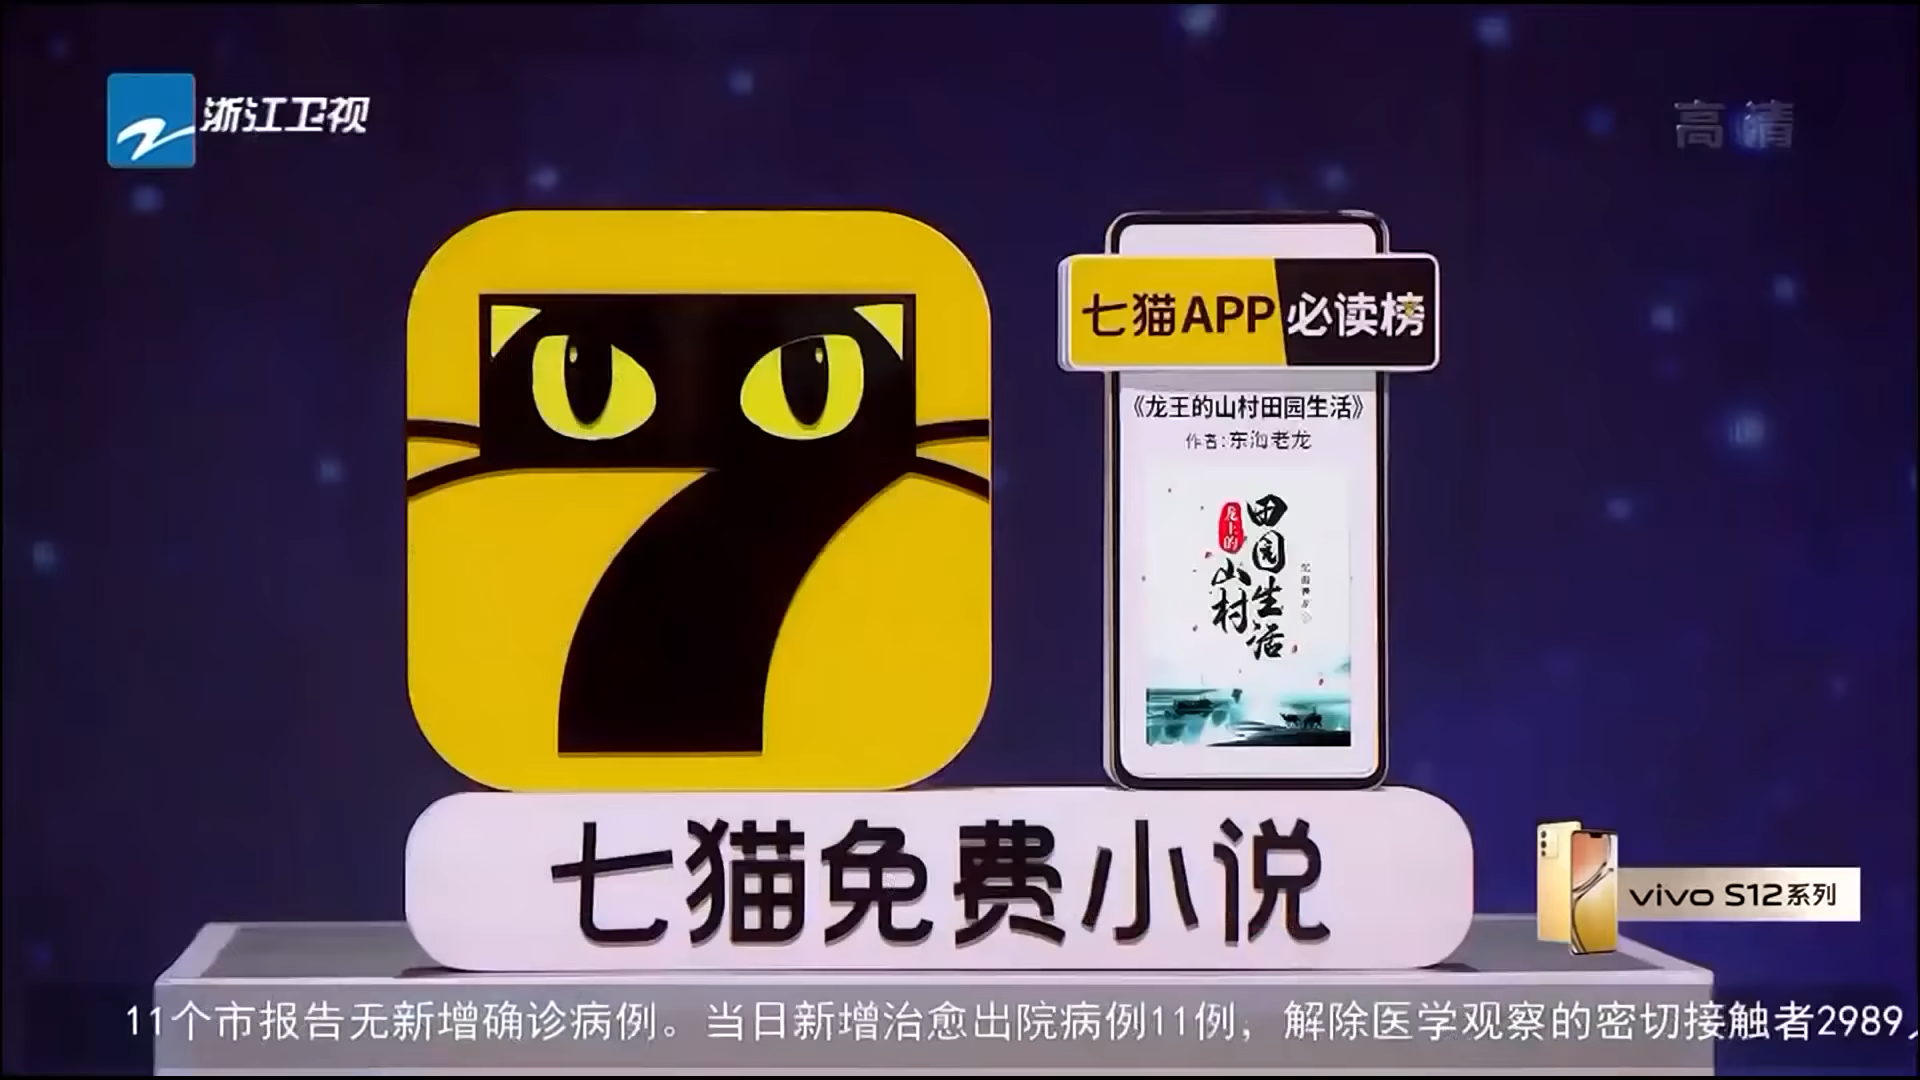 浙江卫视
高清
七猫APP必读榜
《龙王的山村田园生活》
作者:东海老龙
龙王的
山村
田园生活
七猫免费小说
vivo S12系列
11个市报告无新增确诊病例。当日新增治愈出院病例11例，解除医学观察的密切接触者2989